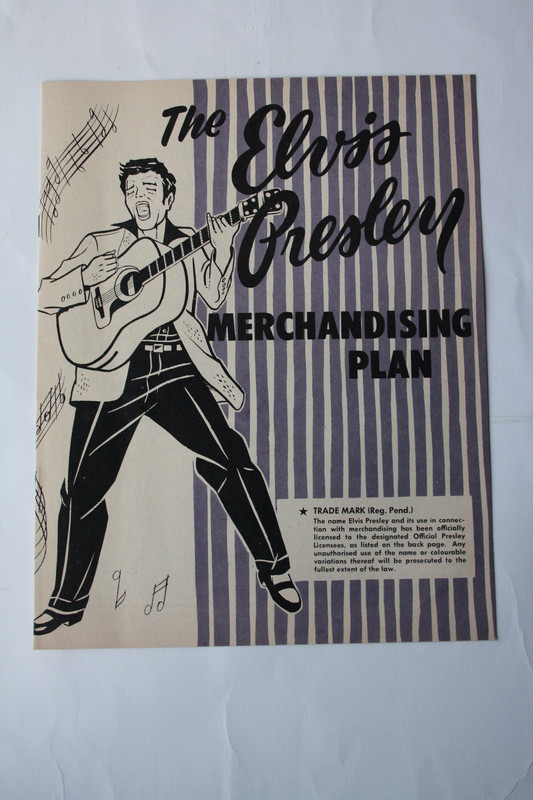 The Elvis
Presley
MERCHANDISING
PLAN
★ TRADE MARK (Reg. Pend.)
The name Elvis Presley and its use in connec-
tion with merchandising has been officially
licensed to the designated Official Presley
Licensees, as listed on the back page. Any
unauthorised use of the name or colourable
variations thereof will be prosecuted to the
fullest extent of the law.